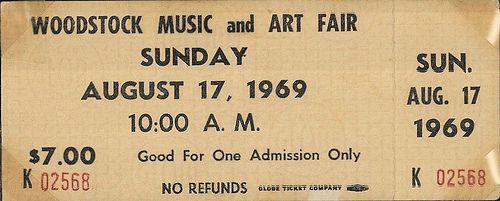 WOODSTOCK MUSIC and ART FAIR
SUNDAY
AUGUST 17, 1969
10:00 A. M.
$7.00 Good For One Admission Only
K 02568
NO REFUNDS GLOBE TICKET COMPANY
SUN.
AUG. 17
1969
K 02568